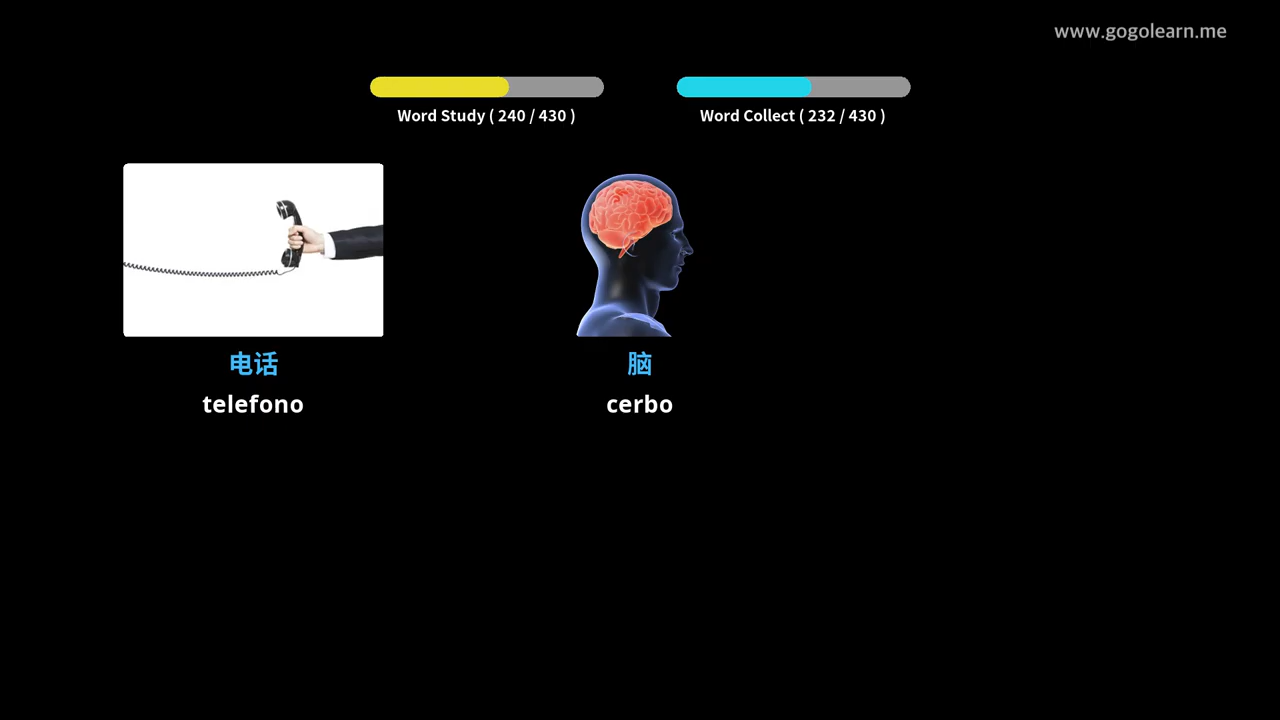 www.gogolearn.me
Word Study ( 240 / 430 )
Word Collect ( 232 / 430 )
电话
telefono
脑
cerbo